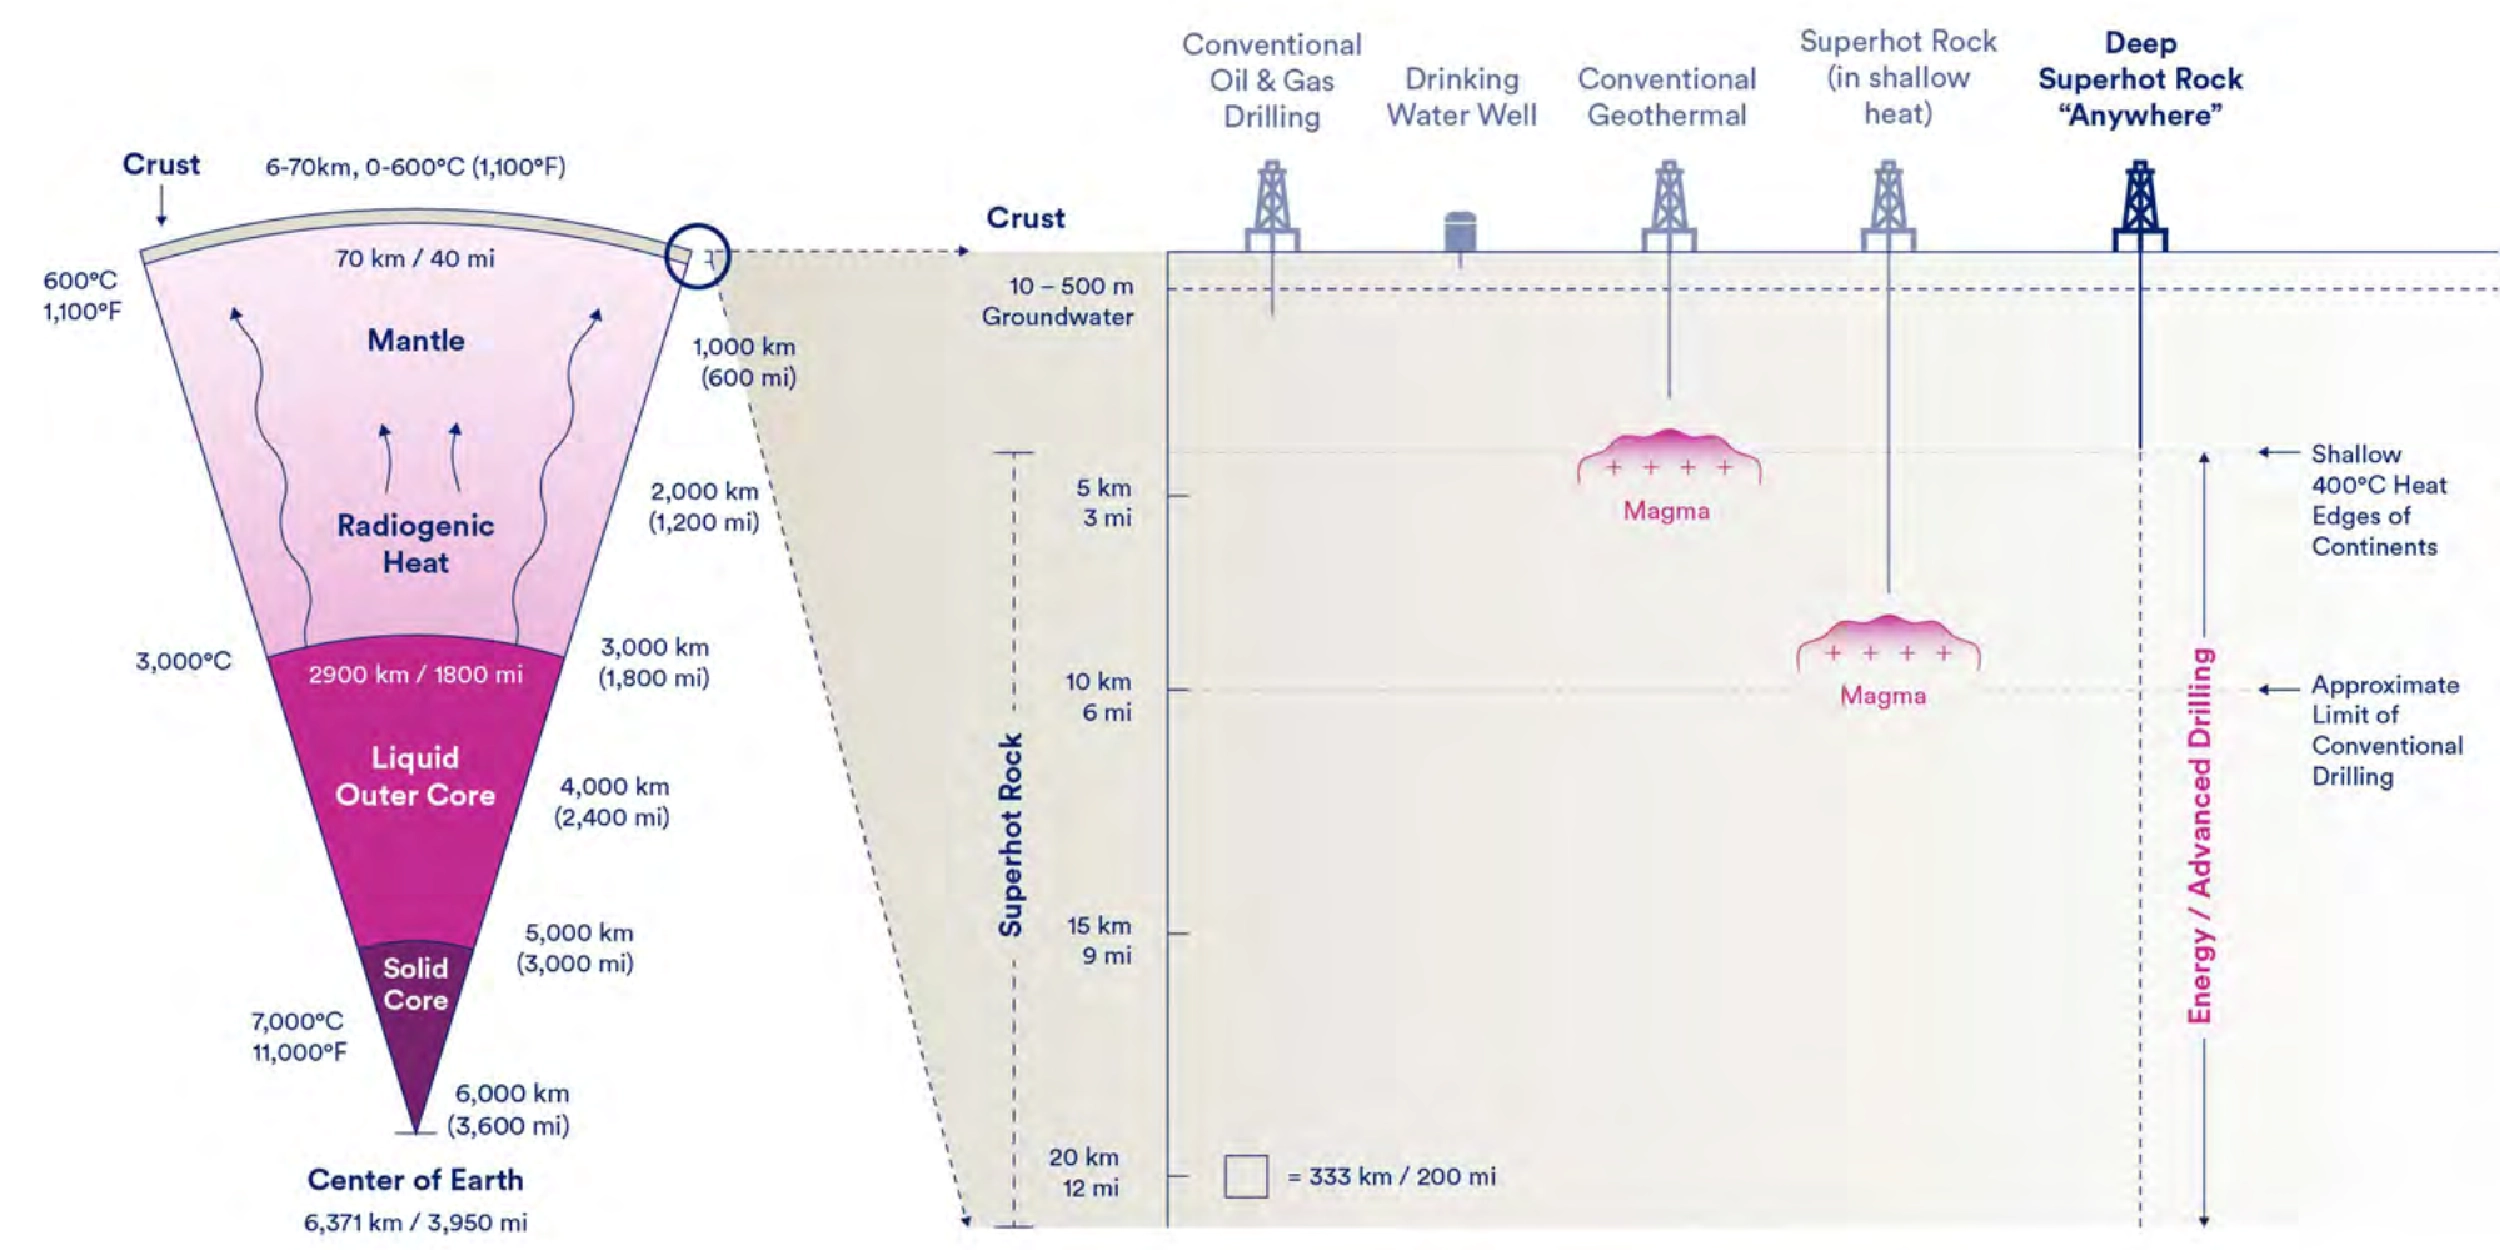 Crust
6-70km, 0-600°C (1,100°F)
70 km / 40 mi
600°C
1,100°F
Mantle
Radiogenic
Heat
3,000°C
2900 km / 1800 mi
Liquid
Outer Core
Solid
Core
7,000°C
11,000°F
1,000 km
(600 mi)
2,000 km
(1,200 mi)
3,000 km
(1,800 mi)
4,000 km
(2,400 mi)
5,000 km
(3,000 mi)
6,000 km
(3,600 mi)
Center of Earth
6,371 km / 3,950 mi
Conventional
Oil & Gas
Drilling
Drinking
Water Well
Conventional
Geothermal
Superhot Rock
(in shallow
heat)
Deep
Superhot Rock
“Anywhere”
Crust
10 – 500 m
Groundwater
5 km
3 mi
10 km
6 mi
15 km
9 mi
20 km
12 mi
Superhot Rock
+ + + +
Magma
+ + + +
Magma
= 333 km / 200 mi
Energy / Advanced Drilling
Shallow
400°C Heat
Edges of
Continents
Approximate
Limit of
Conventional
Drilling